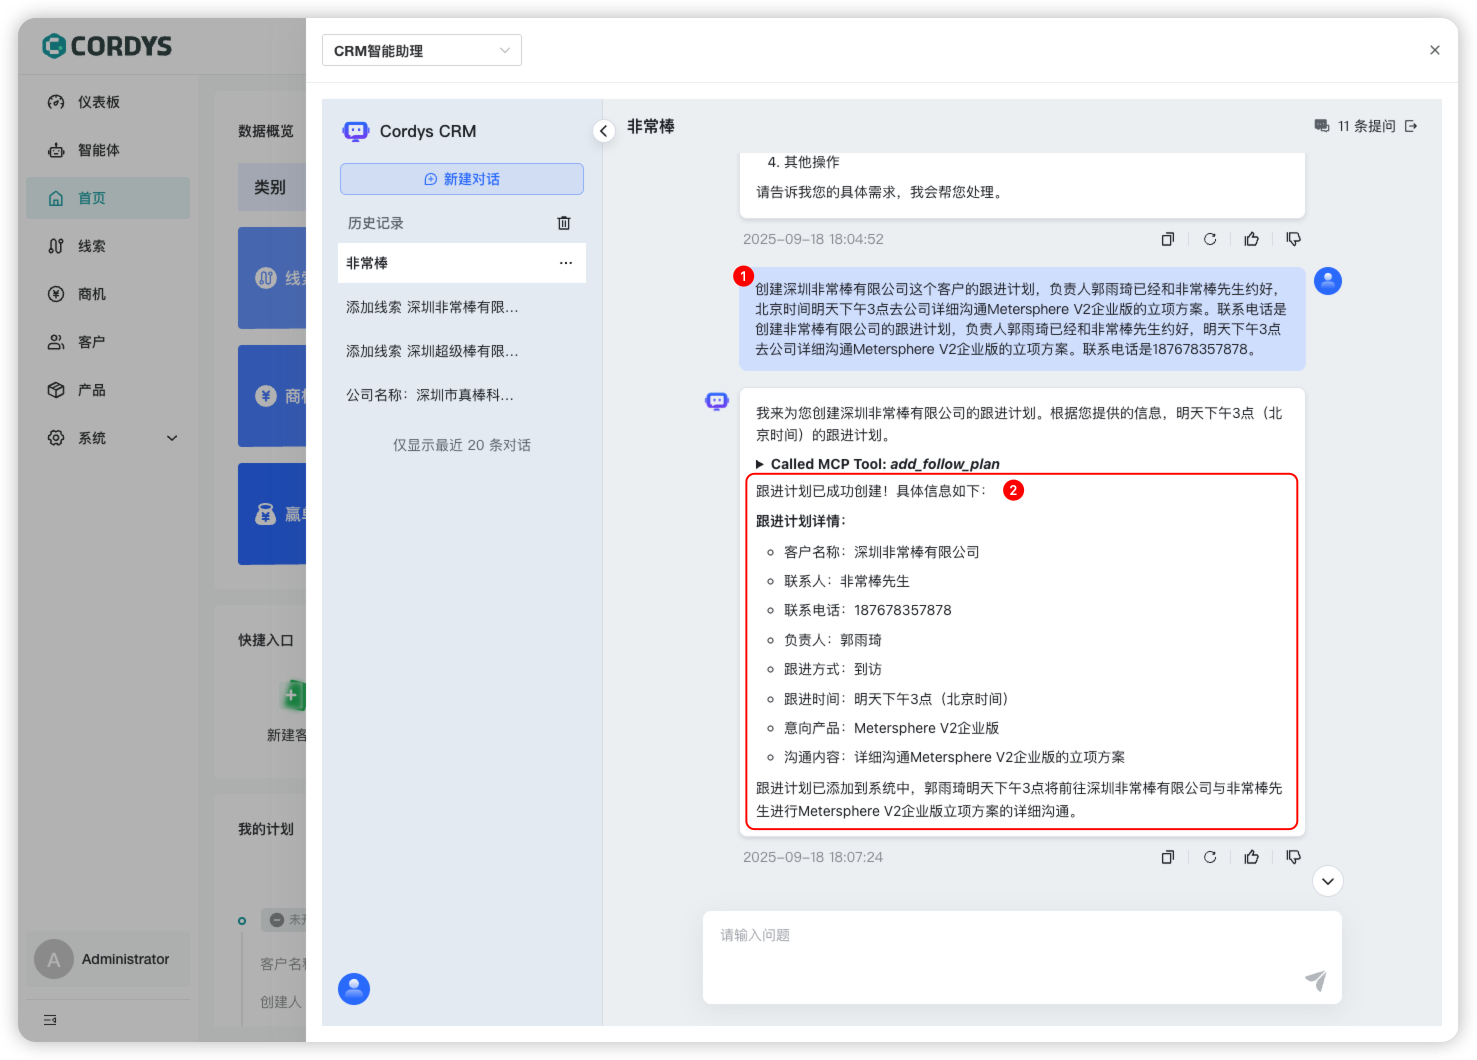 CORDYS
仪表板
智能体
首页
线索
商机
客户
产品
系统
A
Administrator
数据概览
类别
线索
商
赢
快捷入口
新建客
我的计划
未
客户名
创建人
CRM智能助理
Cordys CRM
新建对话
历史记录
非常棒
添加线索 深圳非常棒有限...
添加线索 深圳超级棒有限...
公司名称：深圳市真棒科...
仅显示最近 20 条对话
非常棒
11 条提问
4. 其他操作
请告诉我您的具体需求，我会帮您处理。
2025-09-18 18:04:52
1
创建深圳非常棒有限公司这个客户的跟进计划，负责人郭雨琦已经和非常棒先生约好，
北京时间明天下午3点去公司详细沟通Metersphere V2企业版的立项方案。联系电话是
创建非常棒有限公司的跟进计划，负责人郭雨琦已经和非常棒先生约好，明天下午3点
去公司详细沟通Metersphere V2企业版的立项方案。联系电话是187678357878。
我来为您创建深圳非常棒有限公司的跟进计划。根据您提供的信息，明天下午3点（北
京时间）的跟进计划。
Called MCP Tool: add_follow_plan
跟进计划已成功创建！具体信息如下：
2
跟进计划详情：
客户名称：深圳非常棒有限公司
联系人：非常棒先生
联系电话：187678357878
负责人：郭雨琦
跟进方式：到访
跟进时间：明天下午3点（北京时间）
意向产品：Metersphere V2企业版
沟通内容：详细沟通Metersphere V2企业版的立项方案
跟进计划已添加到系统中，郭雨琦明天下午3点将前往深圳非常棒有限公司与非常棒先
生进行Metersphere V2企业版立项方案的详细沟通。
2025-09-18 18:07:24
请输入问题